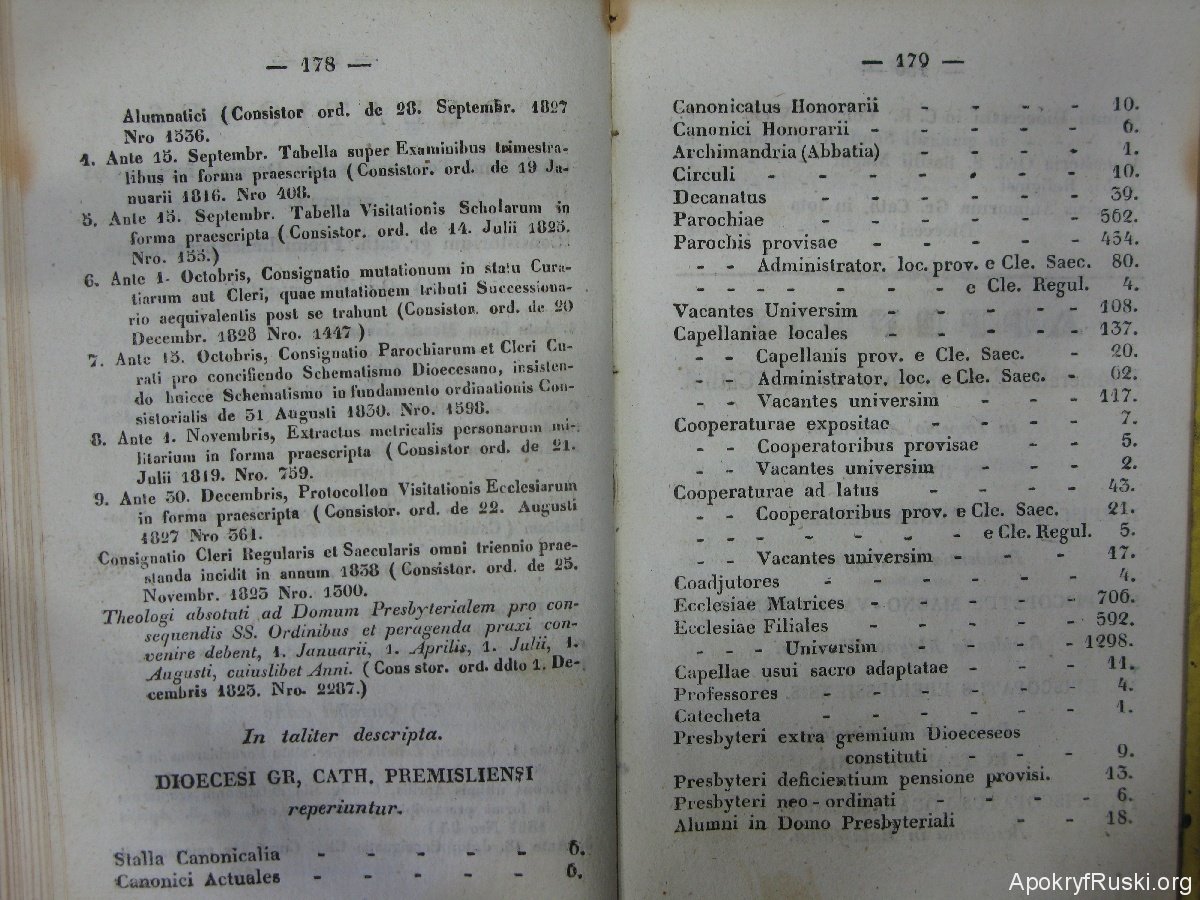 — 178 —
Alumnatici (Consistor ord. de 28. Septembr. 1827
Nro 1536.
4. Ante 15. Septembr. Tabella super Examinibus trimestra-
libus in forma praescripta (Consistor. ord. de 19 Ja-
nuarii 1816. Nro 408.
5. Ante 15. Septembr. Tabella Visitationis Scholarum in
forma praescripta (Consistor. ord. de 14. Julii 1825.
Nro. 155.)
6. Ante 1. Octobris, Consignatio mutationum in statu Cura-
tiarum aut Cleri, quae mutationem tributi Successiona-
rio aequivalentis post se trahunt (Consistor. ord. de 20
Decembr. 1828 Nro. 1447)
7. Ante 15. Octobris, Consignatio Parochiarum et Cleri Cu-
rati pro conficiendo Schematismo Dioecesano, insisten-
do huicce Schematismo in fundamento ordinationis Con-
sistorialis de 31 Augusti 1830. Nro. 1598.
8. Ante 1. Novembris, Extractus metricalis personarum mi-
litarium in forma praescripta (Consistor. ord. de 21.
Julii 1819. Nro. 759.
9. Ante 30. Decembris, Protocollon Visitationis Ecclesiarum
in forma praescripta (Consistor. ord. de 22. Augusti
1827 Nro 361.
Consignatio Cleri Regularis et Saecularis omni triennio prae-
standa incidit in annum 1838 (Consistor. ord. de 25.
Novembr. 1823 Nro. 1300.
Theologi absoluti ad Domum Presbyterialem pro con-
sequendis SS. Ordinibus et peragenda praxi con-
venire debent, 1. Januarii, 1. Aprilis, 1. Julii, 1.
Augusti, cuiuslibet Anni. (Cons stor. ord. ddto 1. De-
cembris 1823. Nro. 2287.)
In taliter descripta.
DIOECESI GR, CATH. PREMISLIENSI
reperiuntur.
Stalla Canonicalia - - - - - 6.
Canonici Actuales - - - - - 6.
— 179 —
Canonicatus Honorarii - - - - 10.
Canonici Honorarii - - - - - 6.
Archimandria (Abbatia) - - - - 1.
Circuli - - - - - - - 10.
Decanatus - - - - - - 39.
Parochiae - - - - - - 562.
Parochis provisae - - - - - 454.
- - Administrator. loc. prov. e Cle. Saec. 80.
- - - - - - - - e Cle. Regul. 4.
Vacantes Universim - - - - - 108.
Capellaniae locales - - - - - 137.
- - Capellanis prov. e Cle. Saec. - 20.
- - Administrator. loc. e Cle. Saec. - 62.
- - Vacantes universim - - - 117.
Cooperaturae expositae - - - - 7.
- - Cooperatoribus provisae - - 5.
- - Vacantes universim - - - 2.
Cooperaturae ad latus - - - - 43.
- - Cooperatoribus prov. e Cle. Saec. 21.
- - - - - - - e Cle. Regul. 5.
- - Vacantes universim - - - - 17.
Coadjutores - - - - - - 4.
Ecclesiae Matrices - - - - - 706.
Ecclesiae Filiales - - - - - 592.
- - - Universim - - - - 1298.
Capellae usui sacro adaptatae - - - 11.
Professores - - - - - - 4.
Catecheta - - - - - - 1.
Presbyteri extra gremium Dioeceseos
constituti - - - 9.
Presbyteri deficientium pensione provisi. 13.
Presbyteri neo-ordinati - - - - 6.
Alumni in Domo Presbyteriali - - 18.
ApokryfRuski.org